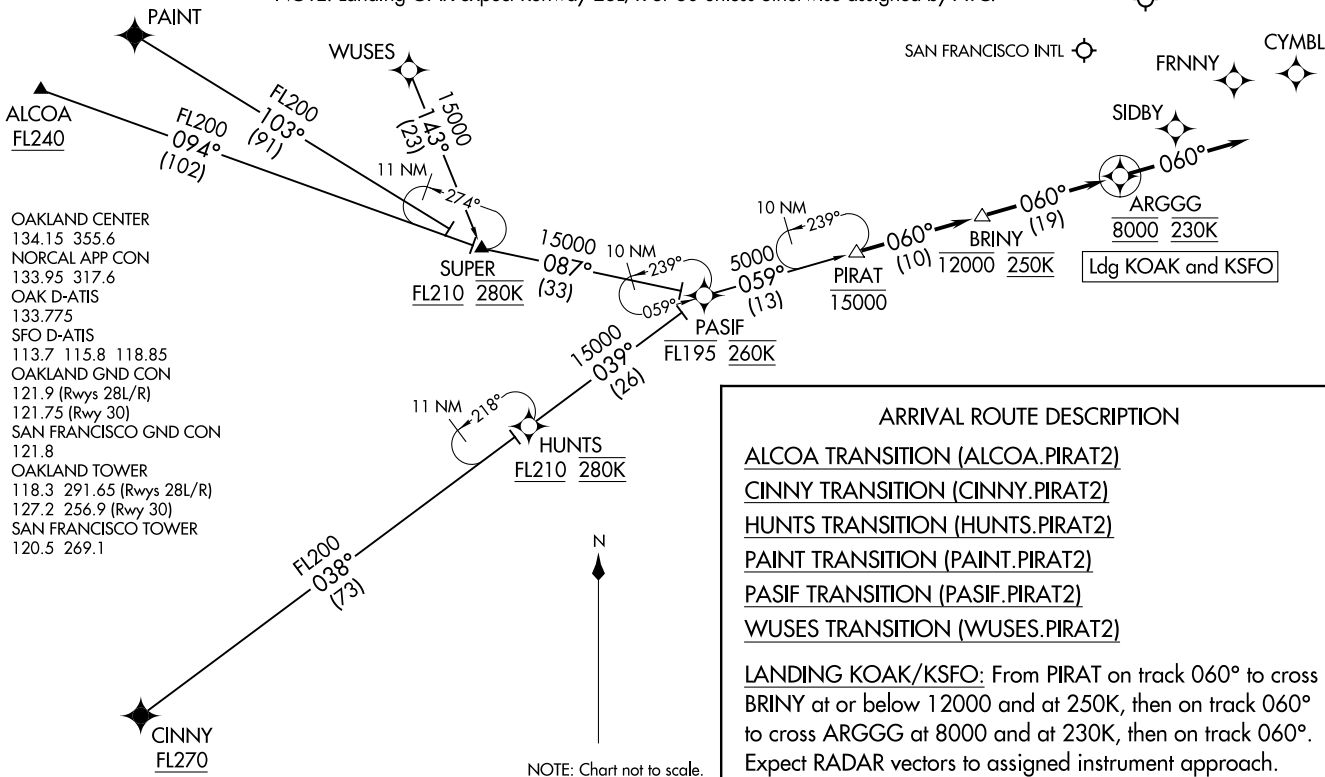 PAINT
WUSES
SAN FRANCISCO INTL
CYMBL
FRNNY
ALCOA
FL240
FL200
103°
(91)
FL200
094°
(102)
15000
143°
(23)
11 NM
274°
SIDBY
060°
ARGGG
8000 230K
Ldg KOAK and KSFO
060°
(19)
BRINY
12000 250K
060°
(10)
PIRAT
15000
10 NM
239°
5000
059°
(13)
SUPER
FL210 280K
15000
087°
(33)
10 NM
239°
059°
PASIF
FL195 260K
15000
039°
(26)
11 NM
218°
HUNTS
FL210 280K
FL200
038°
(73)
CINNY
FL270
OAKLAND CENTER
134.15 355.6
NORCAL APP CON
133.95 317.6
OAK D-ATIS
133.775
SFO D-ATIS
113.7 115.8 118.85
OAKLAND GND CON
121.9 (Rwys 28L/R)
121.75 (Rwy 30)
SAN FRANCISCO GND CON
121.8
OAKLAND TOWER
118.3 291.65 (Rwys 28L/R)
127.2 256.9 (Rwy 30)
SAN FRANCISCO TOWER
120.5 269.1
N
NOTE: Chart not to scale.
ARRIVAL ROUTE DESCRIPTION
ALCOA TRANSITION (ALCOA.PIRAT2)
CINNY TRANSITION (CINNY.PIRAT2)
HUNTS TRANSITION (HUNTS.PIRAT2)
PAINT TRANSITION (PAINT.PIRAT2)
PASIF TRANSITION (PASIF.PIRAT2)
WUSES TRANSITION (WUSES.PIRAT2)
LANDING KOAK/KSFO: From PIRAT on track 060° to cross
BRINY at or below 12000 and at 250K, then on track 060°
to cross ARGGG at 8000 and at 230K, then on track 060°.
Expect RADAR vectors to assigned instrument approach.